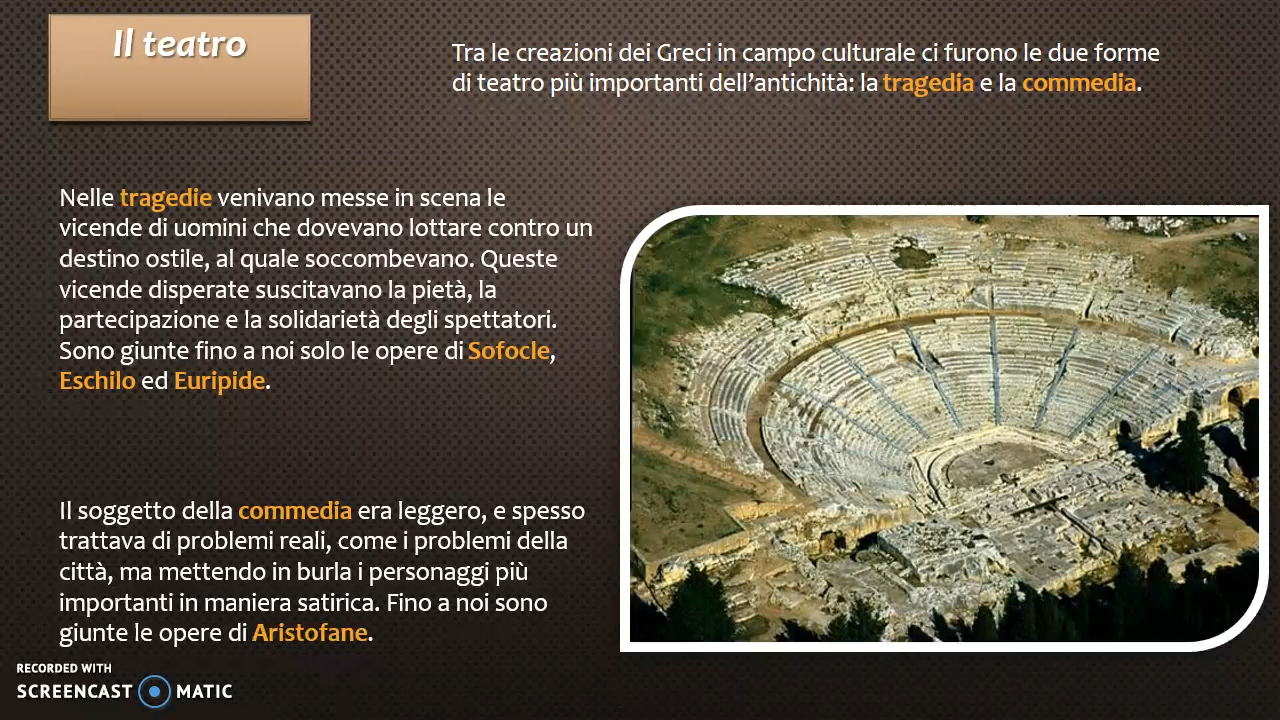 Il teatro
Tra le creazioni dei Greci in campo culturale ci furono le due forme
di teatro più importanti dell’antichità: la tragedia e la commedia.
Nelle tragedie venivano messe in scena le
vicende di uomini che dovevano lottare contro un
destino ostile, al quale soccombevano. Queste
vicende disperate suscitavano la pietà, la
partecipazione e la solidarietà degli spettatori.
Sono giunte fino a noi solo le opere di Sofocle,
Eschilo ed Euripide.
Il soggetto della commedia era leggero, e spesso
trattava di problemi reali, come i problemi della
città, ma mettendo in burla i personaggi più
importanti in maniera satirica. Fino a noi sono
giunte le opere di Aristofane.
RECORDED WITH
SCREENCAST MATIC